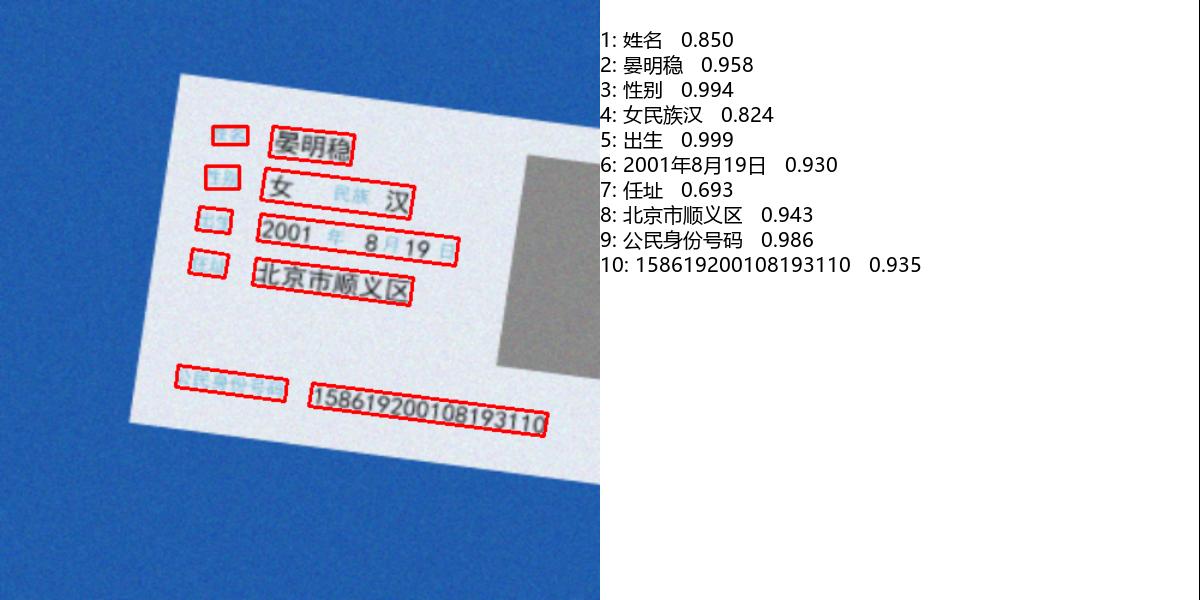 姓名 晏明稳
性别 女 民族 汉
出生 2001 年 8 月 19 日
住址 北京市顺义区
公民身份号码 158619200108193110
1: 姓名 0.850
2: 晏明稳 0.958
3: 性别 0.994
4: 女民族汉 0.824
5: 出生 0.999
6: 2001年8月19日 0.930
7: 任址 0.693
8: 北京市顺义区 0.943
9: 公民身份号码 0.986
10: 158619200108193110 0.935